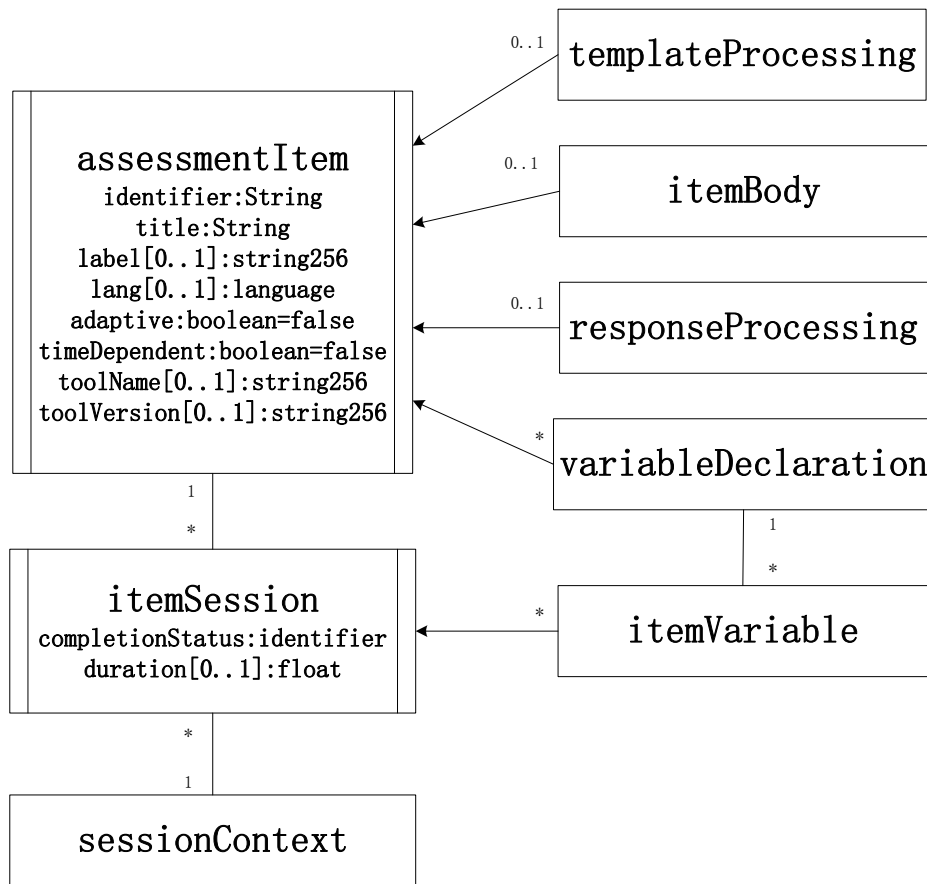 0..1
templateProcessing
assessmentItem
identifier:String
title:String
label[0..1]:string256
lang[0..1]:language
adaptive:boolean=false
timeDependent:boolean=false
toolName[0..1]:string256
toolVersion[0..1]:string256
0..1
itemBody
0..1
responseProcessing
*
variableDeclaration
1
*
1
*
itemSession
completionStatus:identifier
duration[0..1]:float
*
itemVariable
*
1
sessionContext